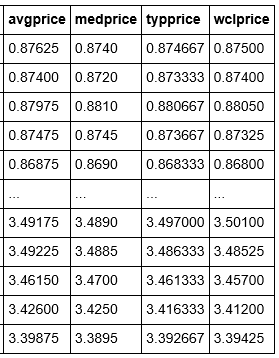 avgprice medprice typprice wclprice
0.87625 0.8740 0.874667 0.87500
0.87400 0.8720 0.873333 0.87400
0.87975 0.8810 0.880667 0.88050
0.87475 0.8745 0.873667 0.87325
0.86875 0.8690 0.868333 0.86800
... ... ... ...
3.49175 3.4890 3.497000 3.50100
3.49225 3.4885 3.486333 3.48525
3.46150 3.4700 3.461333 3.45700
3.42600 3.4250 3.416333 3.41200
3.39875 3.3895 3.392667 3.39425